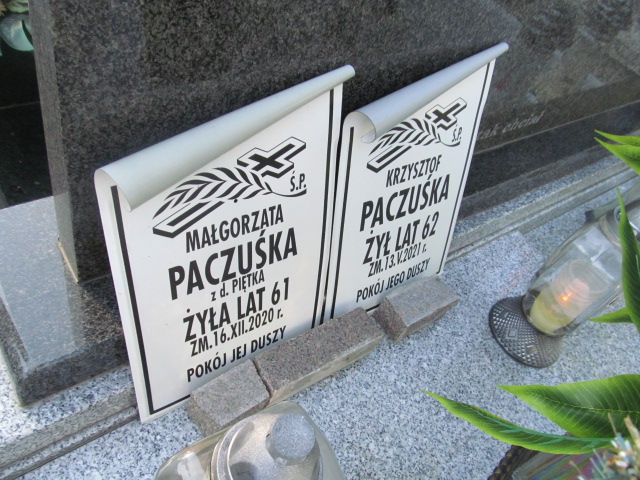 Ś.P.
MAŁGORZATA
PACZUŚKA
z d. PIĘTKA
ŻYŁA LAT 61
ZM. 16.XII.2020 r.
POKÓJ JEJ DUSZY
Ś.P.
KRZYSZTOF
PACZUŚKA
ŻYŁ LAT 62
ZM. 13.V.2021 r.
POKÓJ JEGO DUSZY